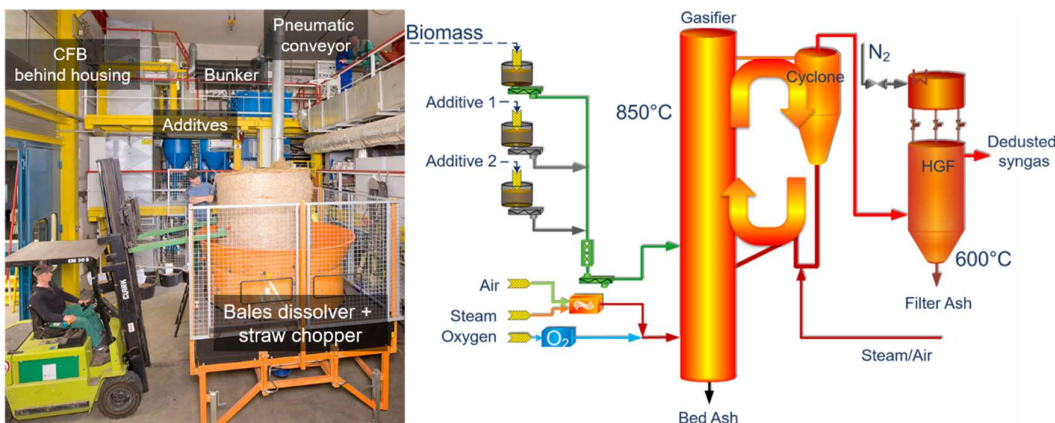 CFB
behind housing
Pneumatic
conveyor
Bunker
Additves
Bales dissolver +
straw chopper
CLARK
Biomass
Additive 1
Additive 2
Air
Steam
Oxygen
O₂
850°C
Gasifier
Cyclone
N₂
HGF
Dedusted
syngas
600°C
Filter Ash
Steam/Air
Bed Ash